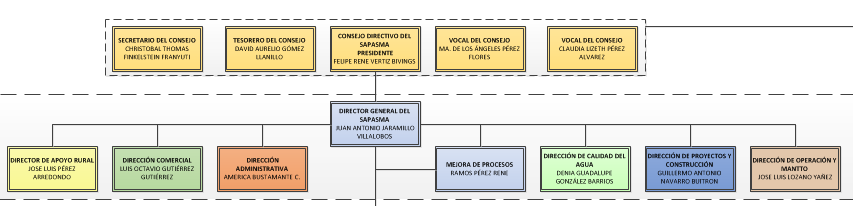 SECRETARIO DEL CONSEJO
CHRISTOBAL THOMAS
FINKELSTEIN FRANYUTI
TESORERO DEL CONSEJO
DAVID AURELIO GÓMEZ
LLANILLO
CONSEJO DIRECTIVO DEL
SAPASMA
PRESIDENTE
FELIPE RENE VERTIZ BIVINGS
VOCAL DEL CONSEJO
MA. DE LOS ÁNGELES PÉREZ
FLORES
VOCAL DEL CONSEJO
CLAUDIA LIZETH PÉREZ
ALVAREZ
DIRECTOR GENERAL DEL
SAPASMA
JUAN ANTONIO JARAMILLO
VILLALOBOS
DIRECTOR DE APOYO RURAL
JOSE LUIS PÉREZ
ARREDONDO
DIRECCIÓN COMERCIAL
LUIS OCTAVIO GUTIÉRREZ
GUTIÉRREZ
DIRECCIÓN
ADMINISTRATIVA
AMERICA BUSTAMANTE C.
MEJORA DE PROCESOS
RAMOS PÉREZ RENE
DIRECCIÓN DE CALIDAD DEL
AGUA
DENIA GUADALUPE
GONZÁLEZ BARRIOS
DIRECCIÓN DE PROYECTOS Y
CONSTRUCCIÓN
GUILLERMO ANTONIO
NAVARRO BUITRON
DIRECCIÓN DE OPERACIÓN Y
MANTTO
JOSE LUIS LOZANO YAÑEZ